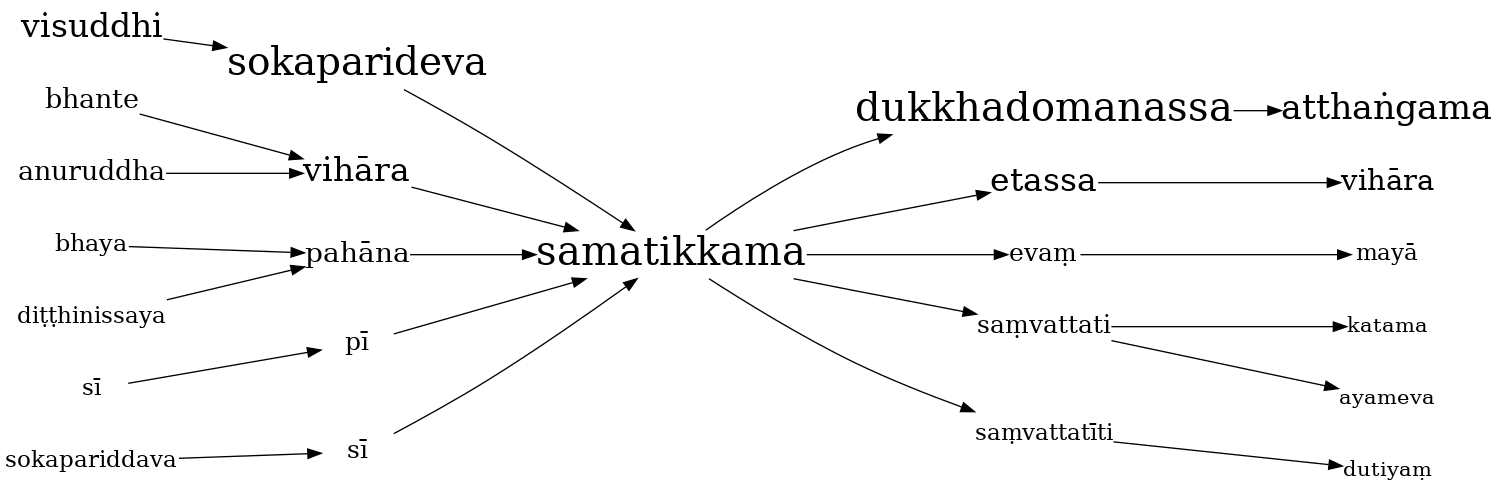 visuddhi
sokaparideva
bhante
dukkhadomanassa
atthaṅgama
anuruddha
vihāra
etassa
vihāra
bhaya
pahāna
samatikkama
evaṃ
mayā
diṭṭhinissaya
pī
saṃvattati
katama
sī
ayameva
sokapariddava
sī
saṃvattatīti
dutiyaṃ